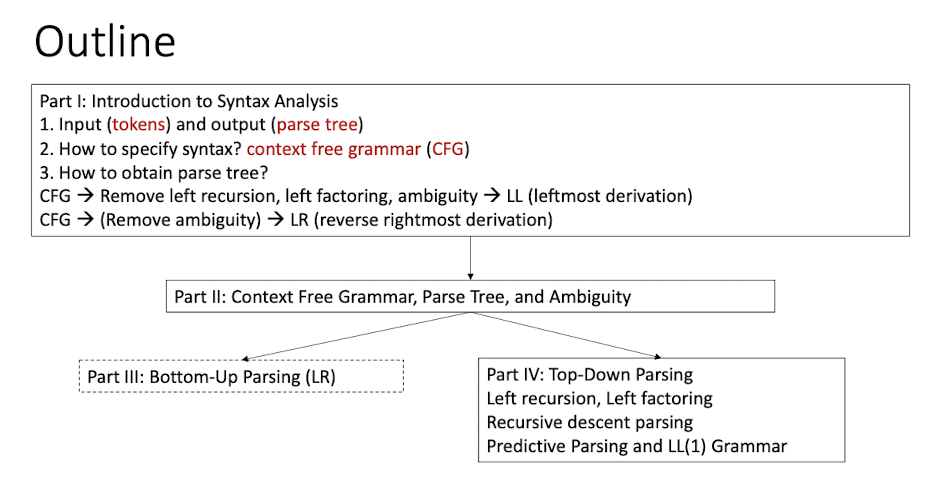 Outline
Part I: Introduction to Syntax Analysis
1. Input (tokens) and output (parse tree)
2. How to specify syntax? context free grammar (CFG)
3. How to obtain parse tree?
CFG → Remove left recursion, left factoring, ambiguity → LL (leftmost derivation)
CFG → (Remove ambiguity) → LR (reverse rightmost derivation)
Part II: Context Free Grammar, Parse Tree, and Ambiguity
Part III: Bottom-Up Parsing (LR)
Part IV: Top-Down Parsing
Left recursion, Left factoring
Recursive descent parsing
Predictive Parsing and LL(1) Grammar